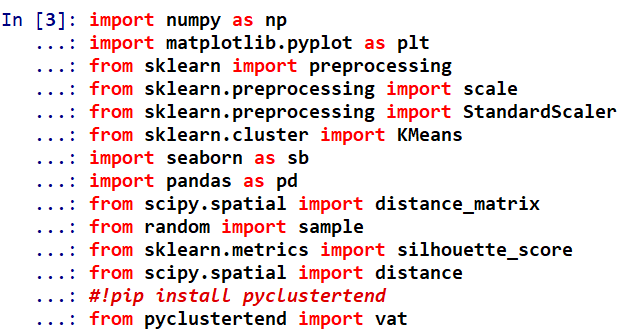 In [3]: import numpy as np
...: import matplotlib.pyplot as plt
...: from sklearn import preprocessing
...: from sklearn.preprocessing import scale
...: from sklearn.preprocessing import StandardScaler
...: from sklearn.cluster import KMeans
...: import seaborn as sb
...: import pandas as pd
...: from scipy.spatial import distance_matrix
...: from random import sample
...: from sklearn.metrics import silhouette_score
...: from scipy.spatial import distance
...: #!pip install pyclustertend
...: from pyclustertend import vat